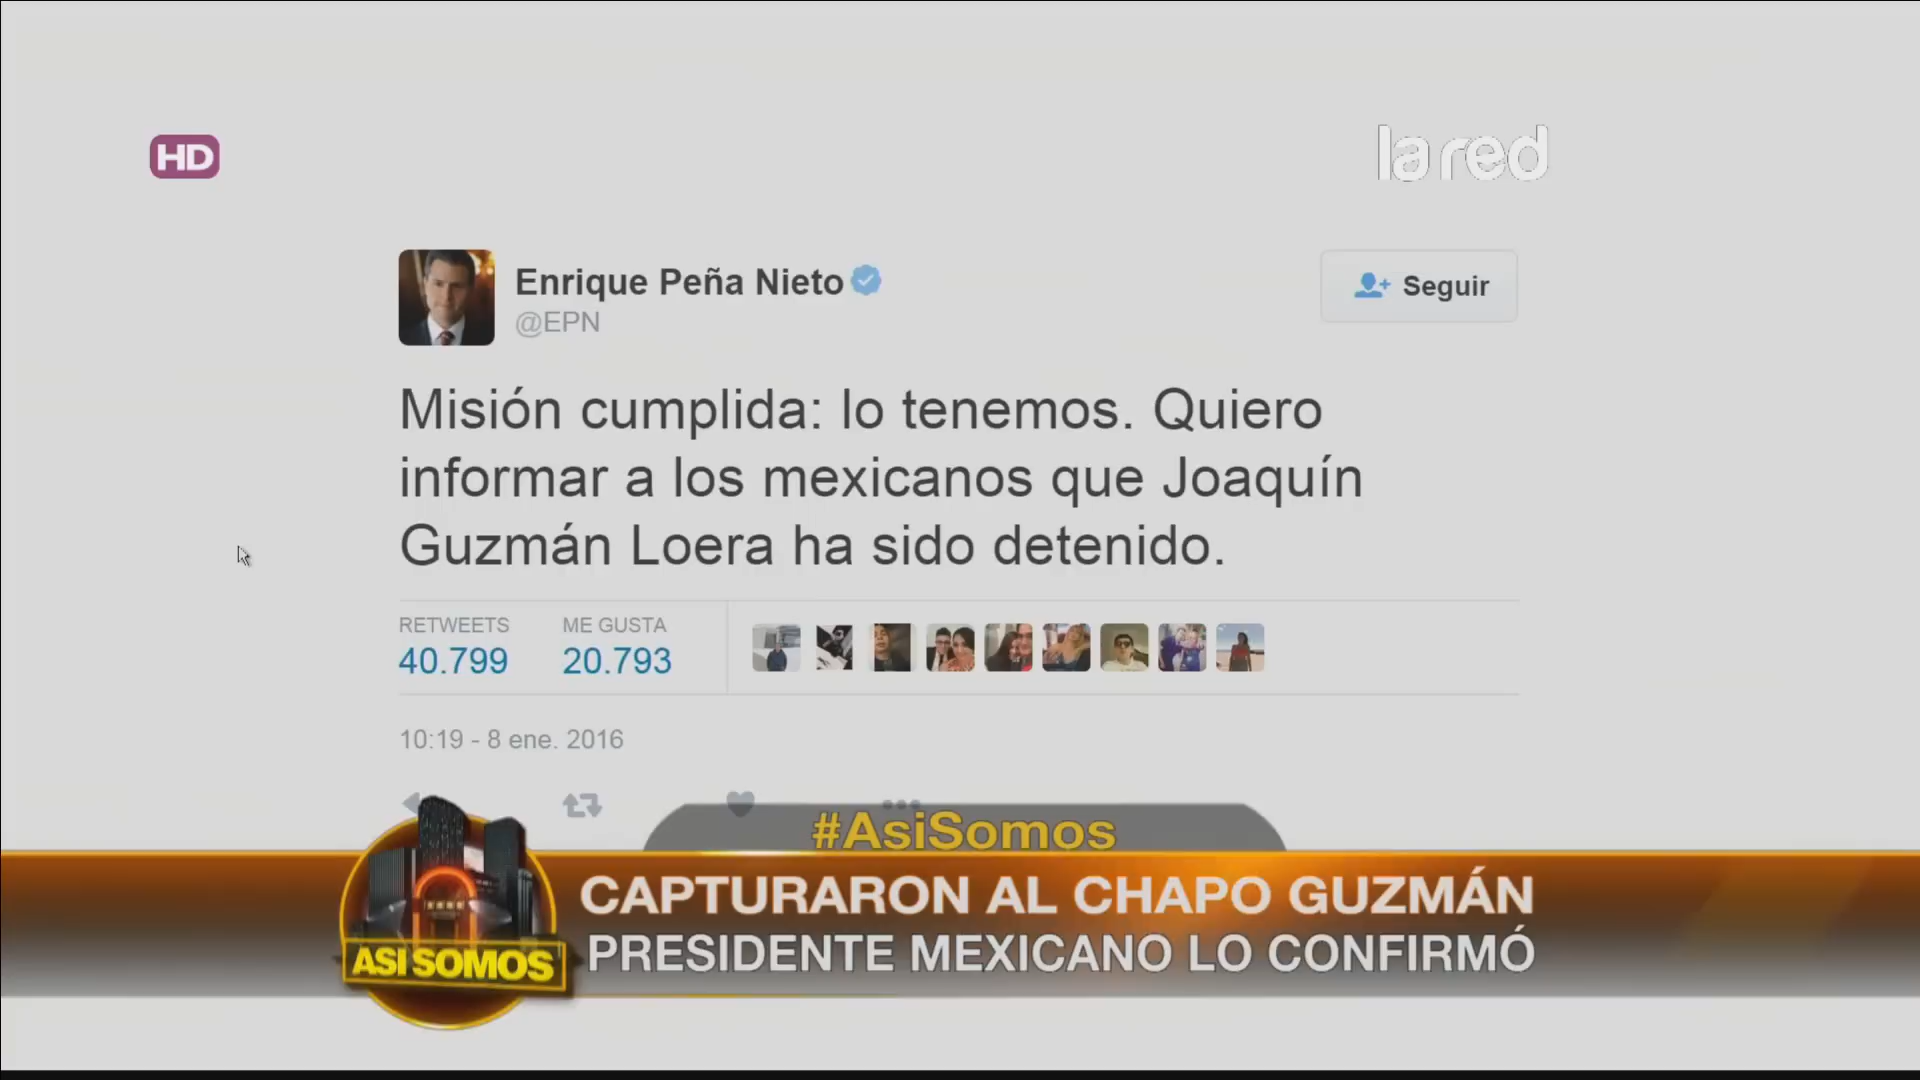 HD
la red
Enrique Peña Nieto
@EPN
Seguir
Misión cumplida: lo tenemos. Quiero
informar a los mexicanos que Joaquín
Guzmán Loera ha sido detenido.
RETWEETS
ME GUSTA
40.799
20.793
10:19 - 8 ene. 2016
#AsiSomos
CAPTURARON AL CHAPO GUZMÁN
PRESIDENTE MEXICANO LO CONFIRMÓ
ASI SOMOS